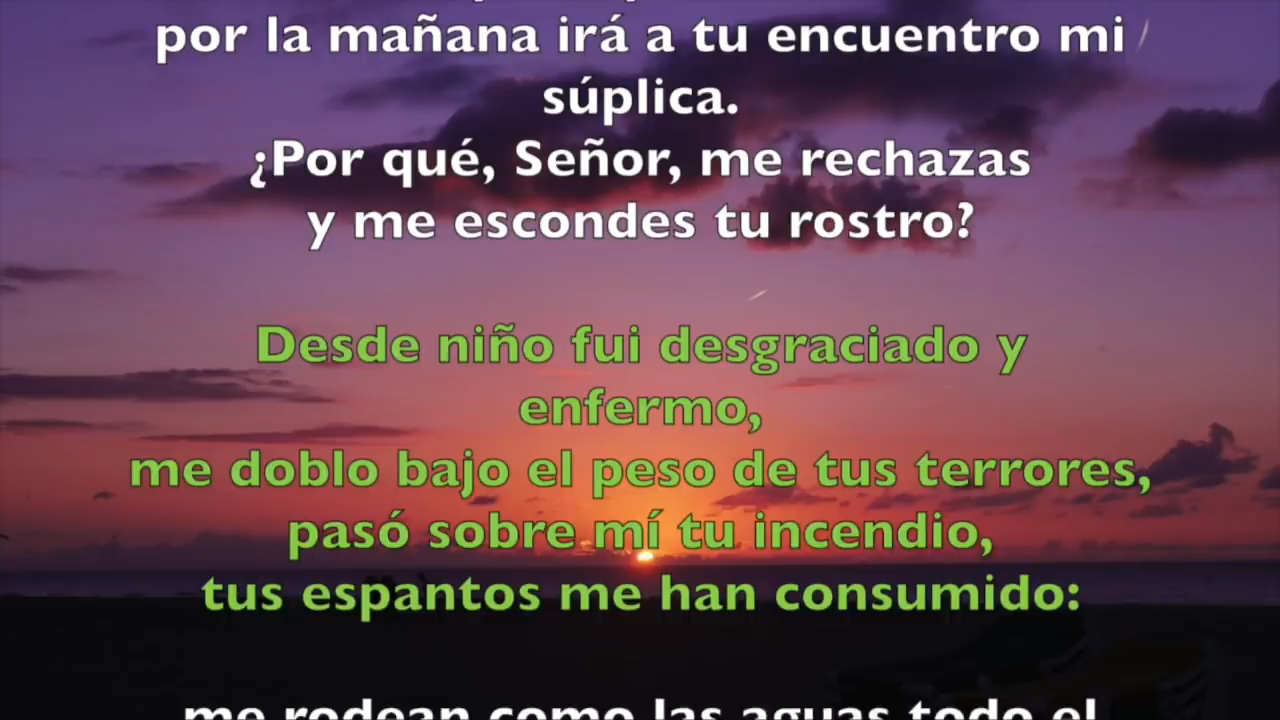 por la mañana irá a tu encuentro mi
súplica.
¿Por qué, Señor, me rechazas
y me escondes tu rostro?
Desde niño fui desgraciado y
enfermo,
me doblo bajo el peso de tus terrores,
pasó sobre mí tu incendio,
tus espantos me han consumido:
me rodean como las aguas todo el